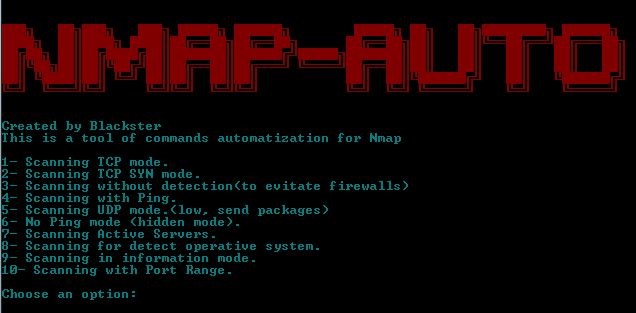 NMAP-AUTO
Created by Blackster
This is a tool of commands automatization for Nmap
1- Scanning TCP mode.
2- Scanning TCP SYN mode.
3- Scanning without detection(to evitate firewalls)
4- Scanning with Ping.
5- Scanning UDP mode.(low, send packages)
6- No Ping mode (hidden mode).
7- Scanning Active Servers.
8- Scanning for detect operative system.
9- Scanning in information mode.
10- Scanning with Port Range.
Choose an option: